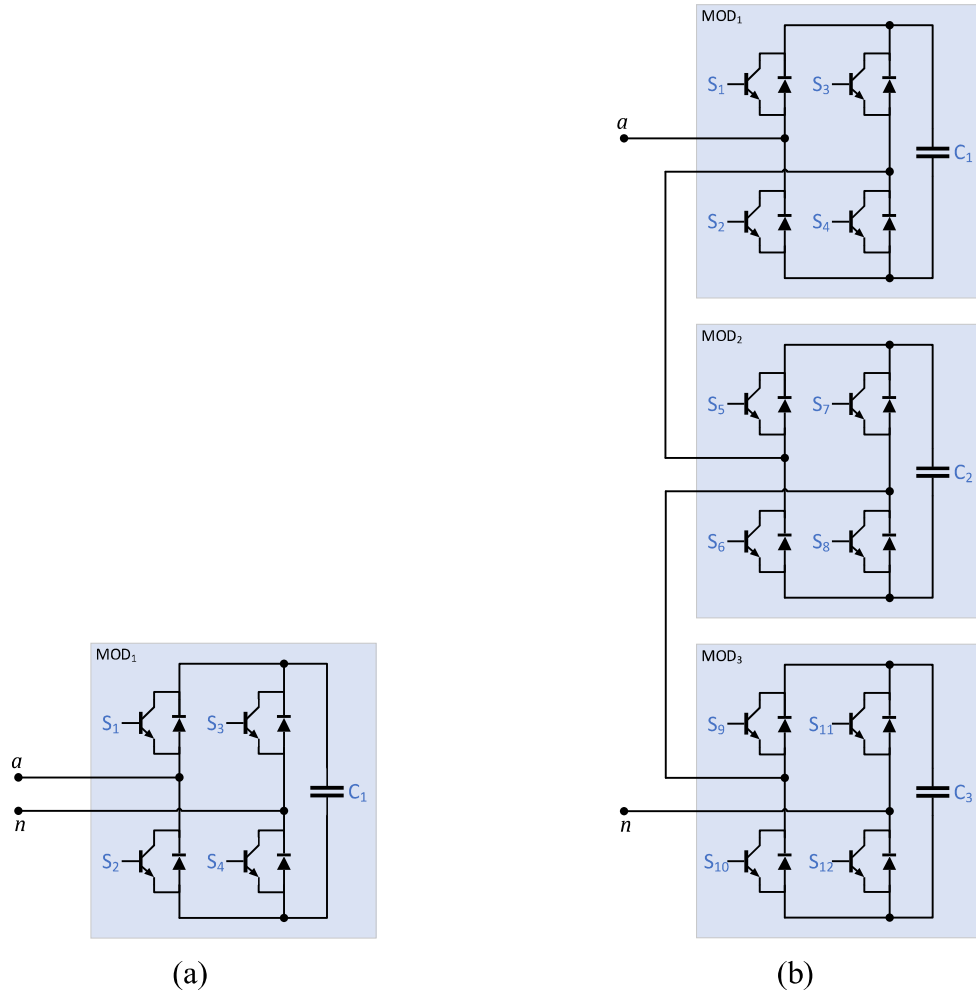 MOD₁
S₁ S₃
a
C₁
S₂ S₄
MOD₂
S₅ S₇
C₂
S₆ S₈
MOD₁
MOD₃
S₁ S₃
S₉ S₁₁
a
n
C₁
C₃
n
S₂ S₄
S₁₀ S₁₂
(a)
(b)